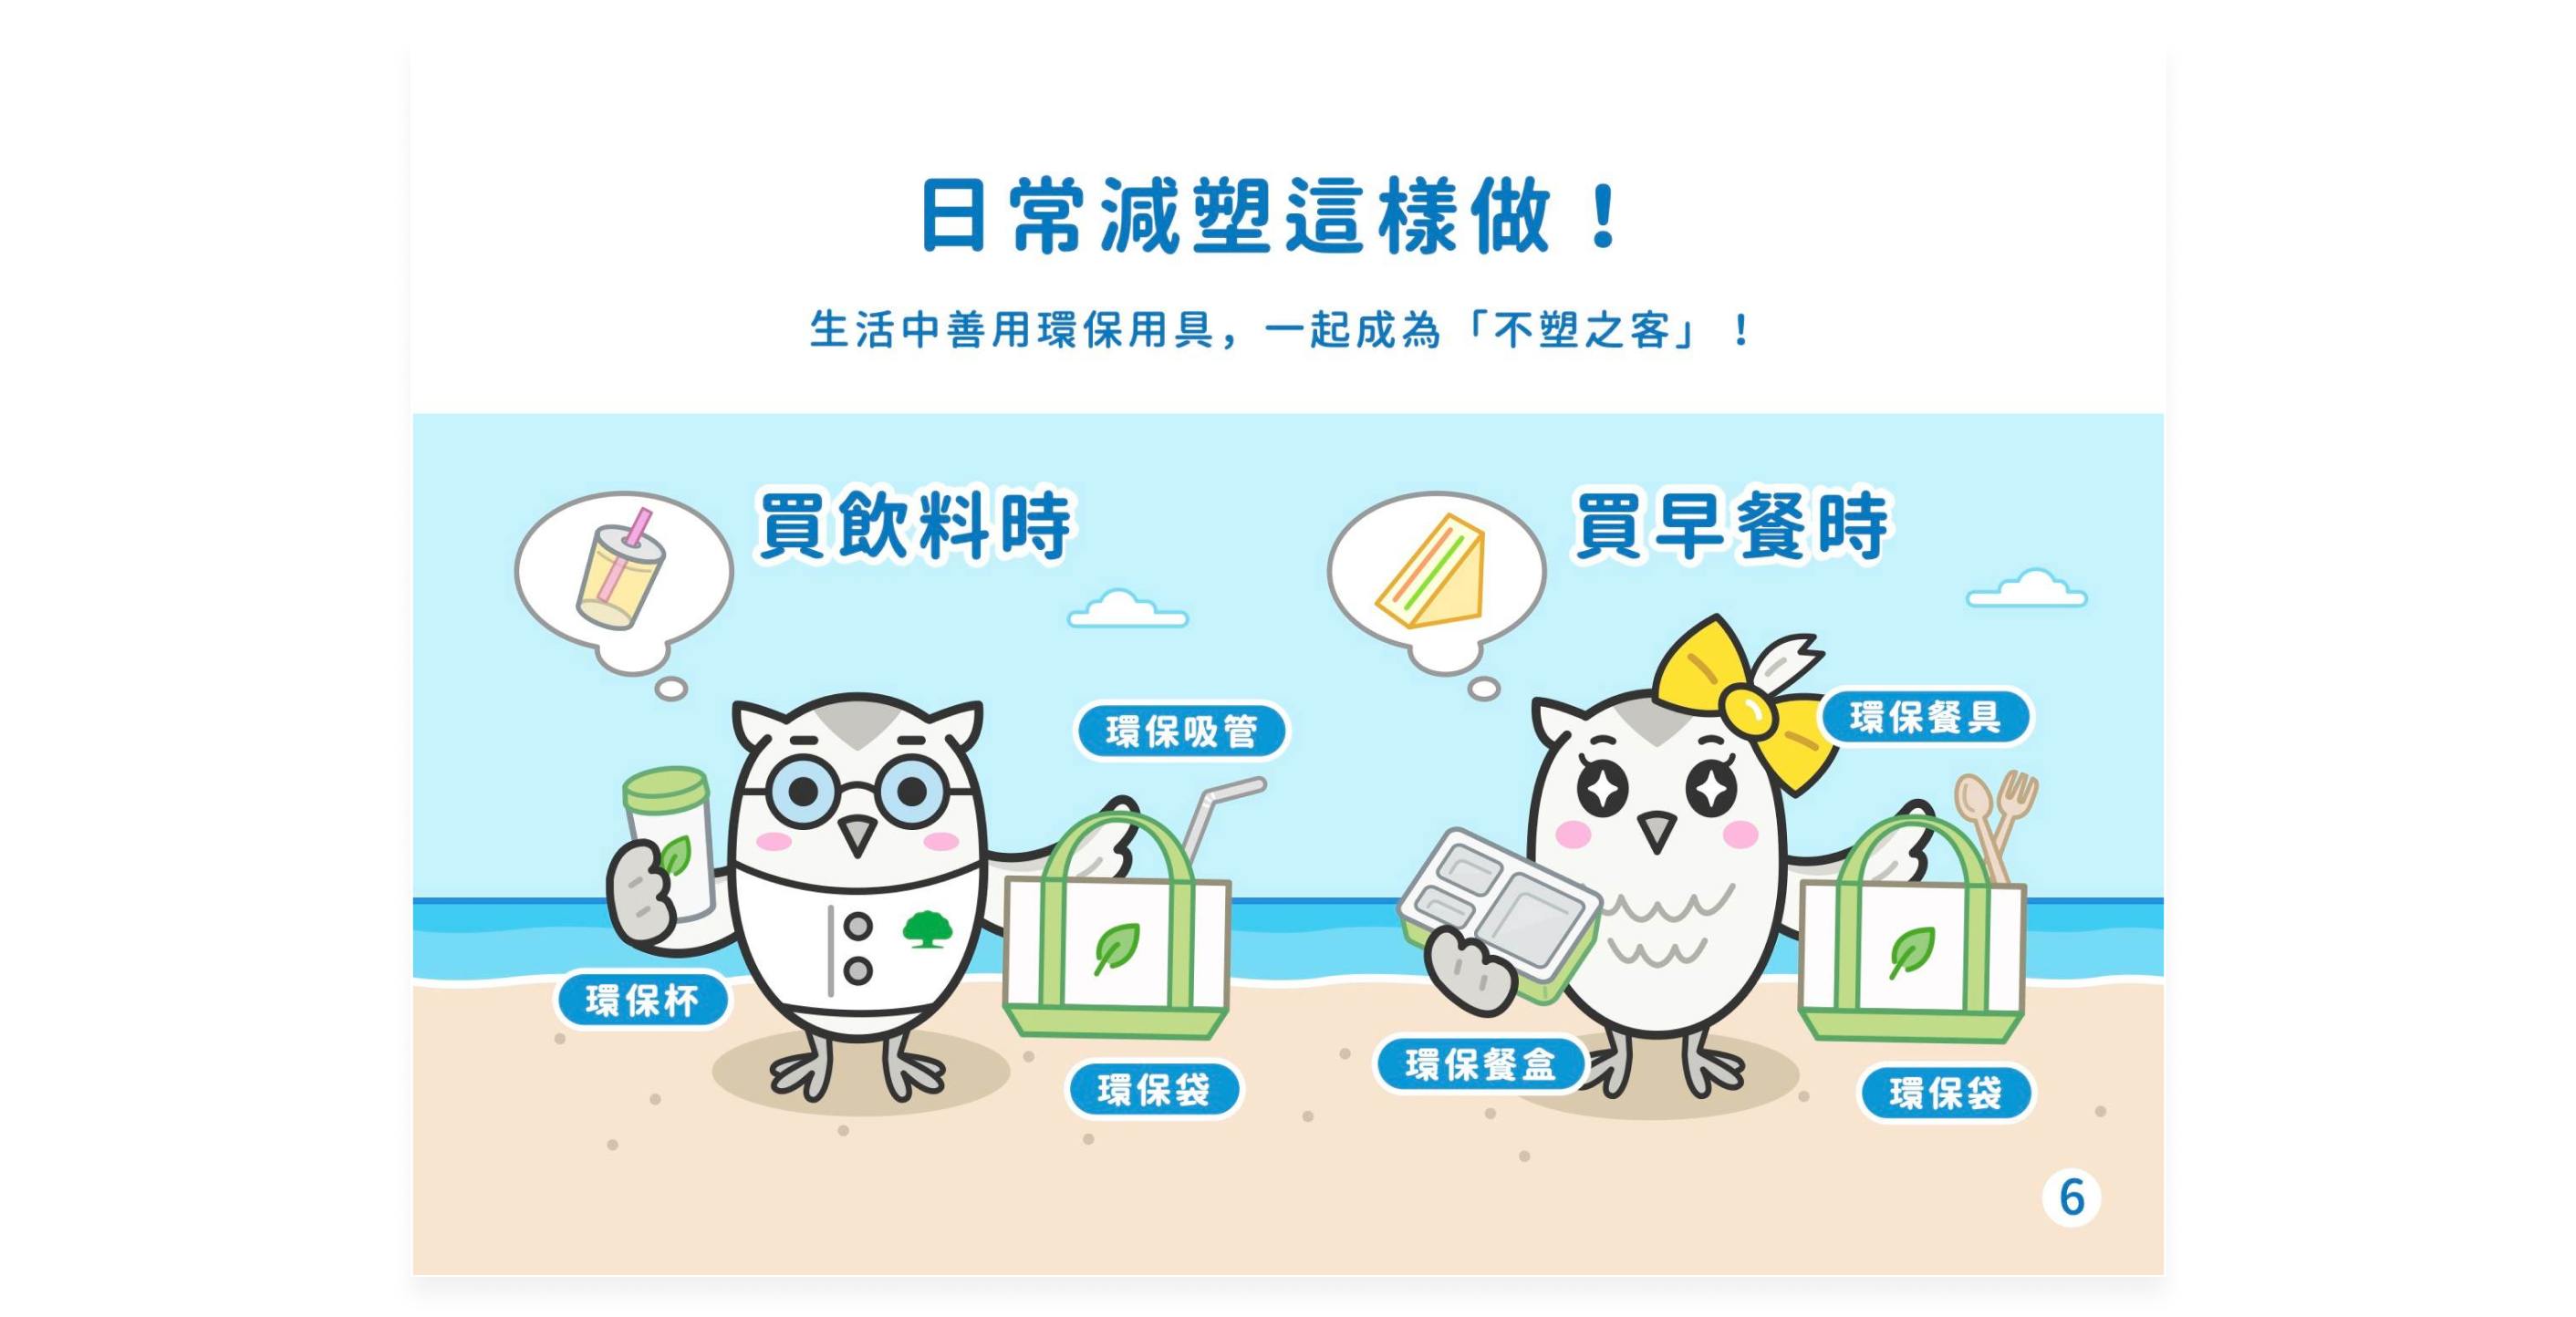 日常減塑這樣做！
生活中善用環保用具，一起成為「不塑之客」！
買飲料時
環保吸管
環保杯
環保袋
買早餐時
環保餐具
環保餐盒
環保袋
6